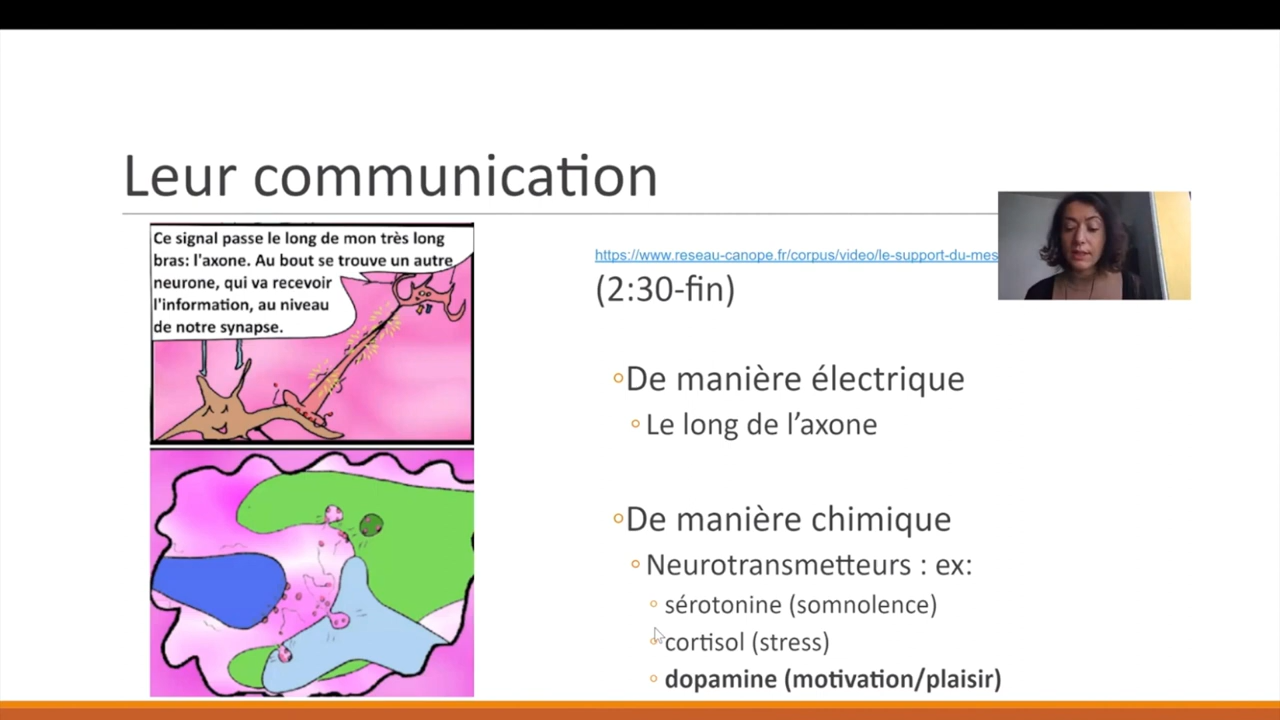 Leur communication
Ce signal passe le long de mon très long
bras: l'axone. Au bout se trouve un autre
neurone, qui va recevoir
l'information, au niveau
de notre synapse.
https://www.reseau-canope.fr/corpus/video/le-support-du-mes
(2:30-fin)
De manière électrique
Le long de l’axone
De manière chimique
Neurotransmetteurs : ex:
sérotonine (somnolence)
cortisol (stress)
dopamine (motivation/plaisir)